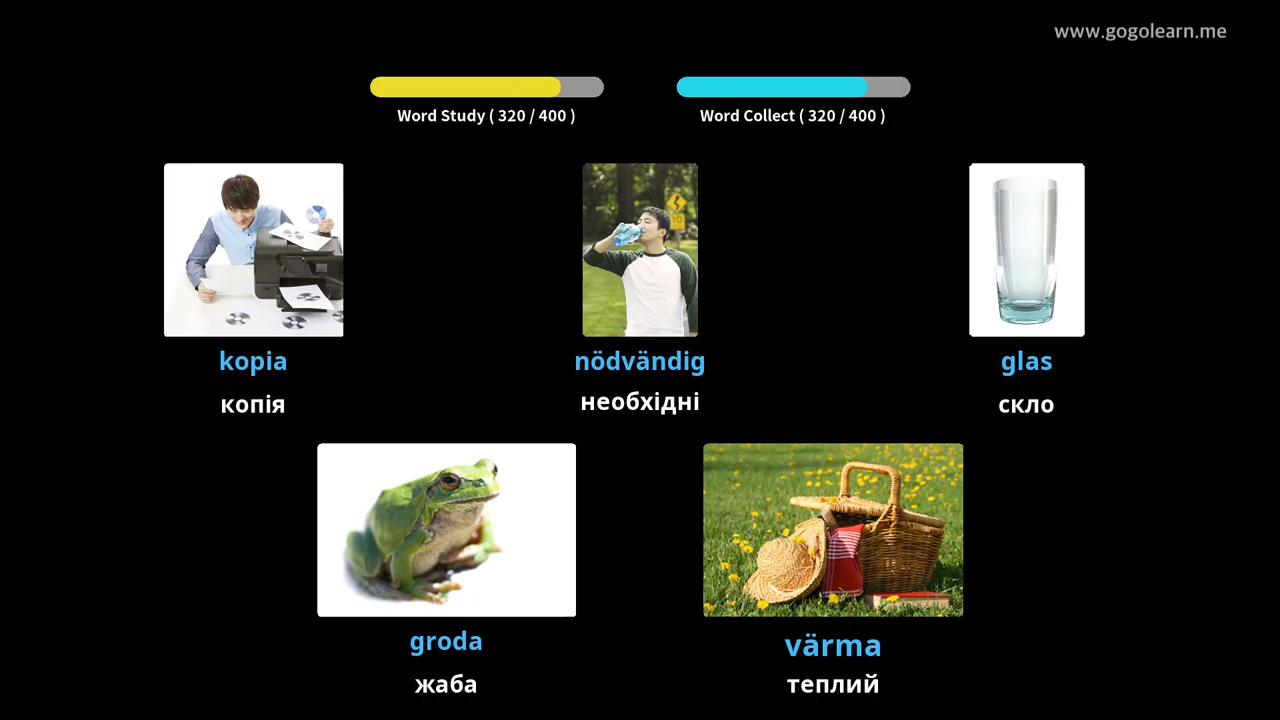 www.gogolearn.me
Word Study ( 320 / 400 )
Word Collect ( 320 / 400 )
kopia
копія
nödvändig
необхідні
glas
скло
groda
жаба
värma
теплий